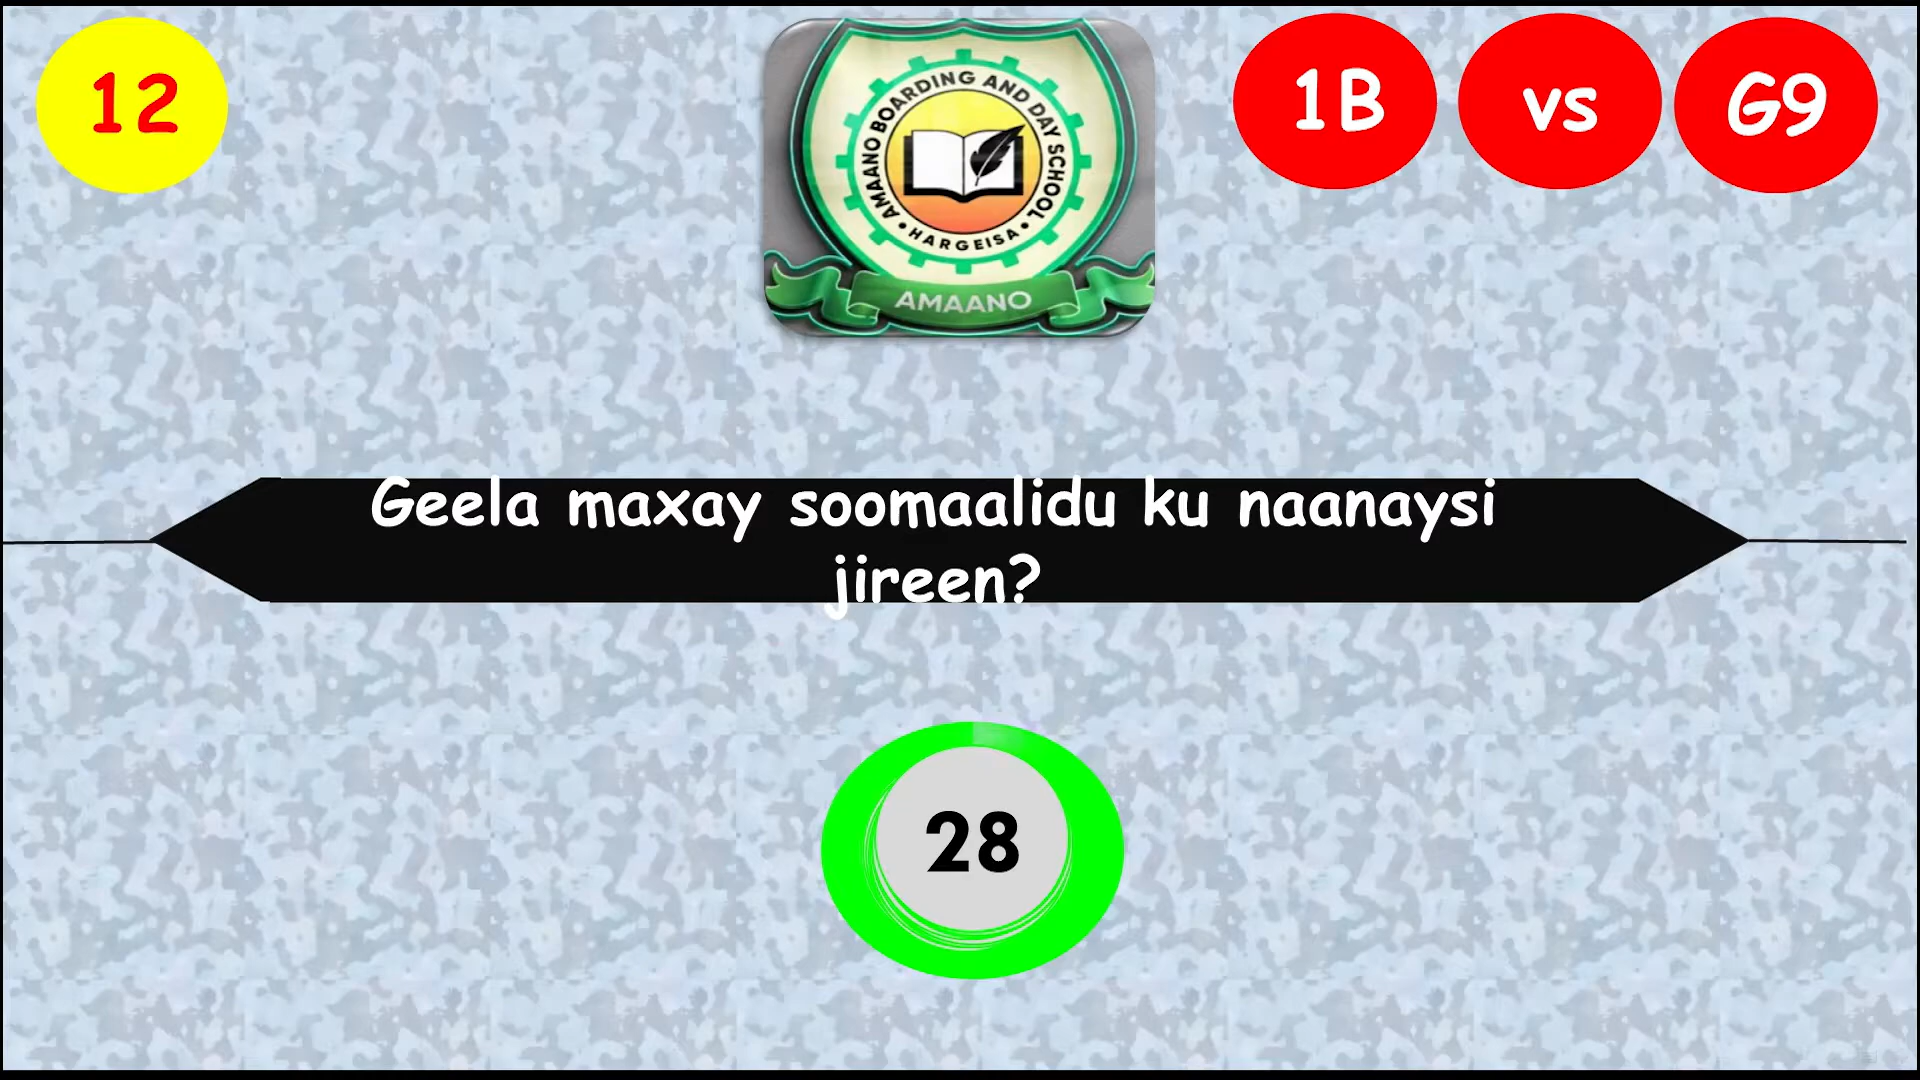 12
AMAANO BOARDING AND DAY SCHOOL
• HARGEISA •
AMAANO
1B vs G9
Geela maxay soomaalidu ku naanaysi
jireen?
28